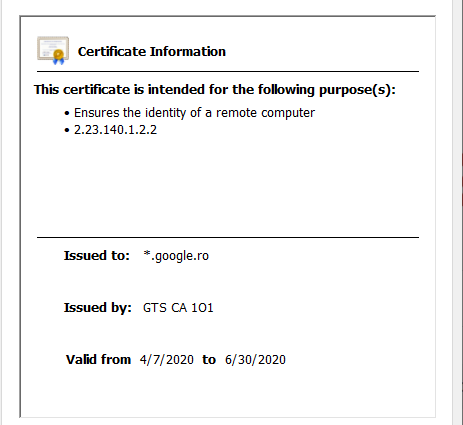 Certificate Information
This certificate is intended for the following purpose(s):
• Ensures the identity of a remote computer
• 2.23.140.1.2.2
Issued to: *.google.ro
Issued by: GTS CA 1O1
Valid from 4/7/2020 to 6/30/2020